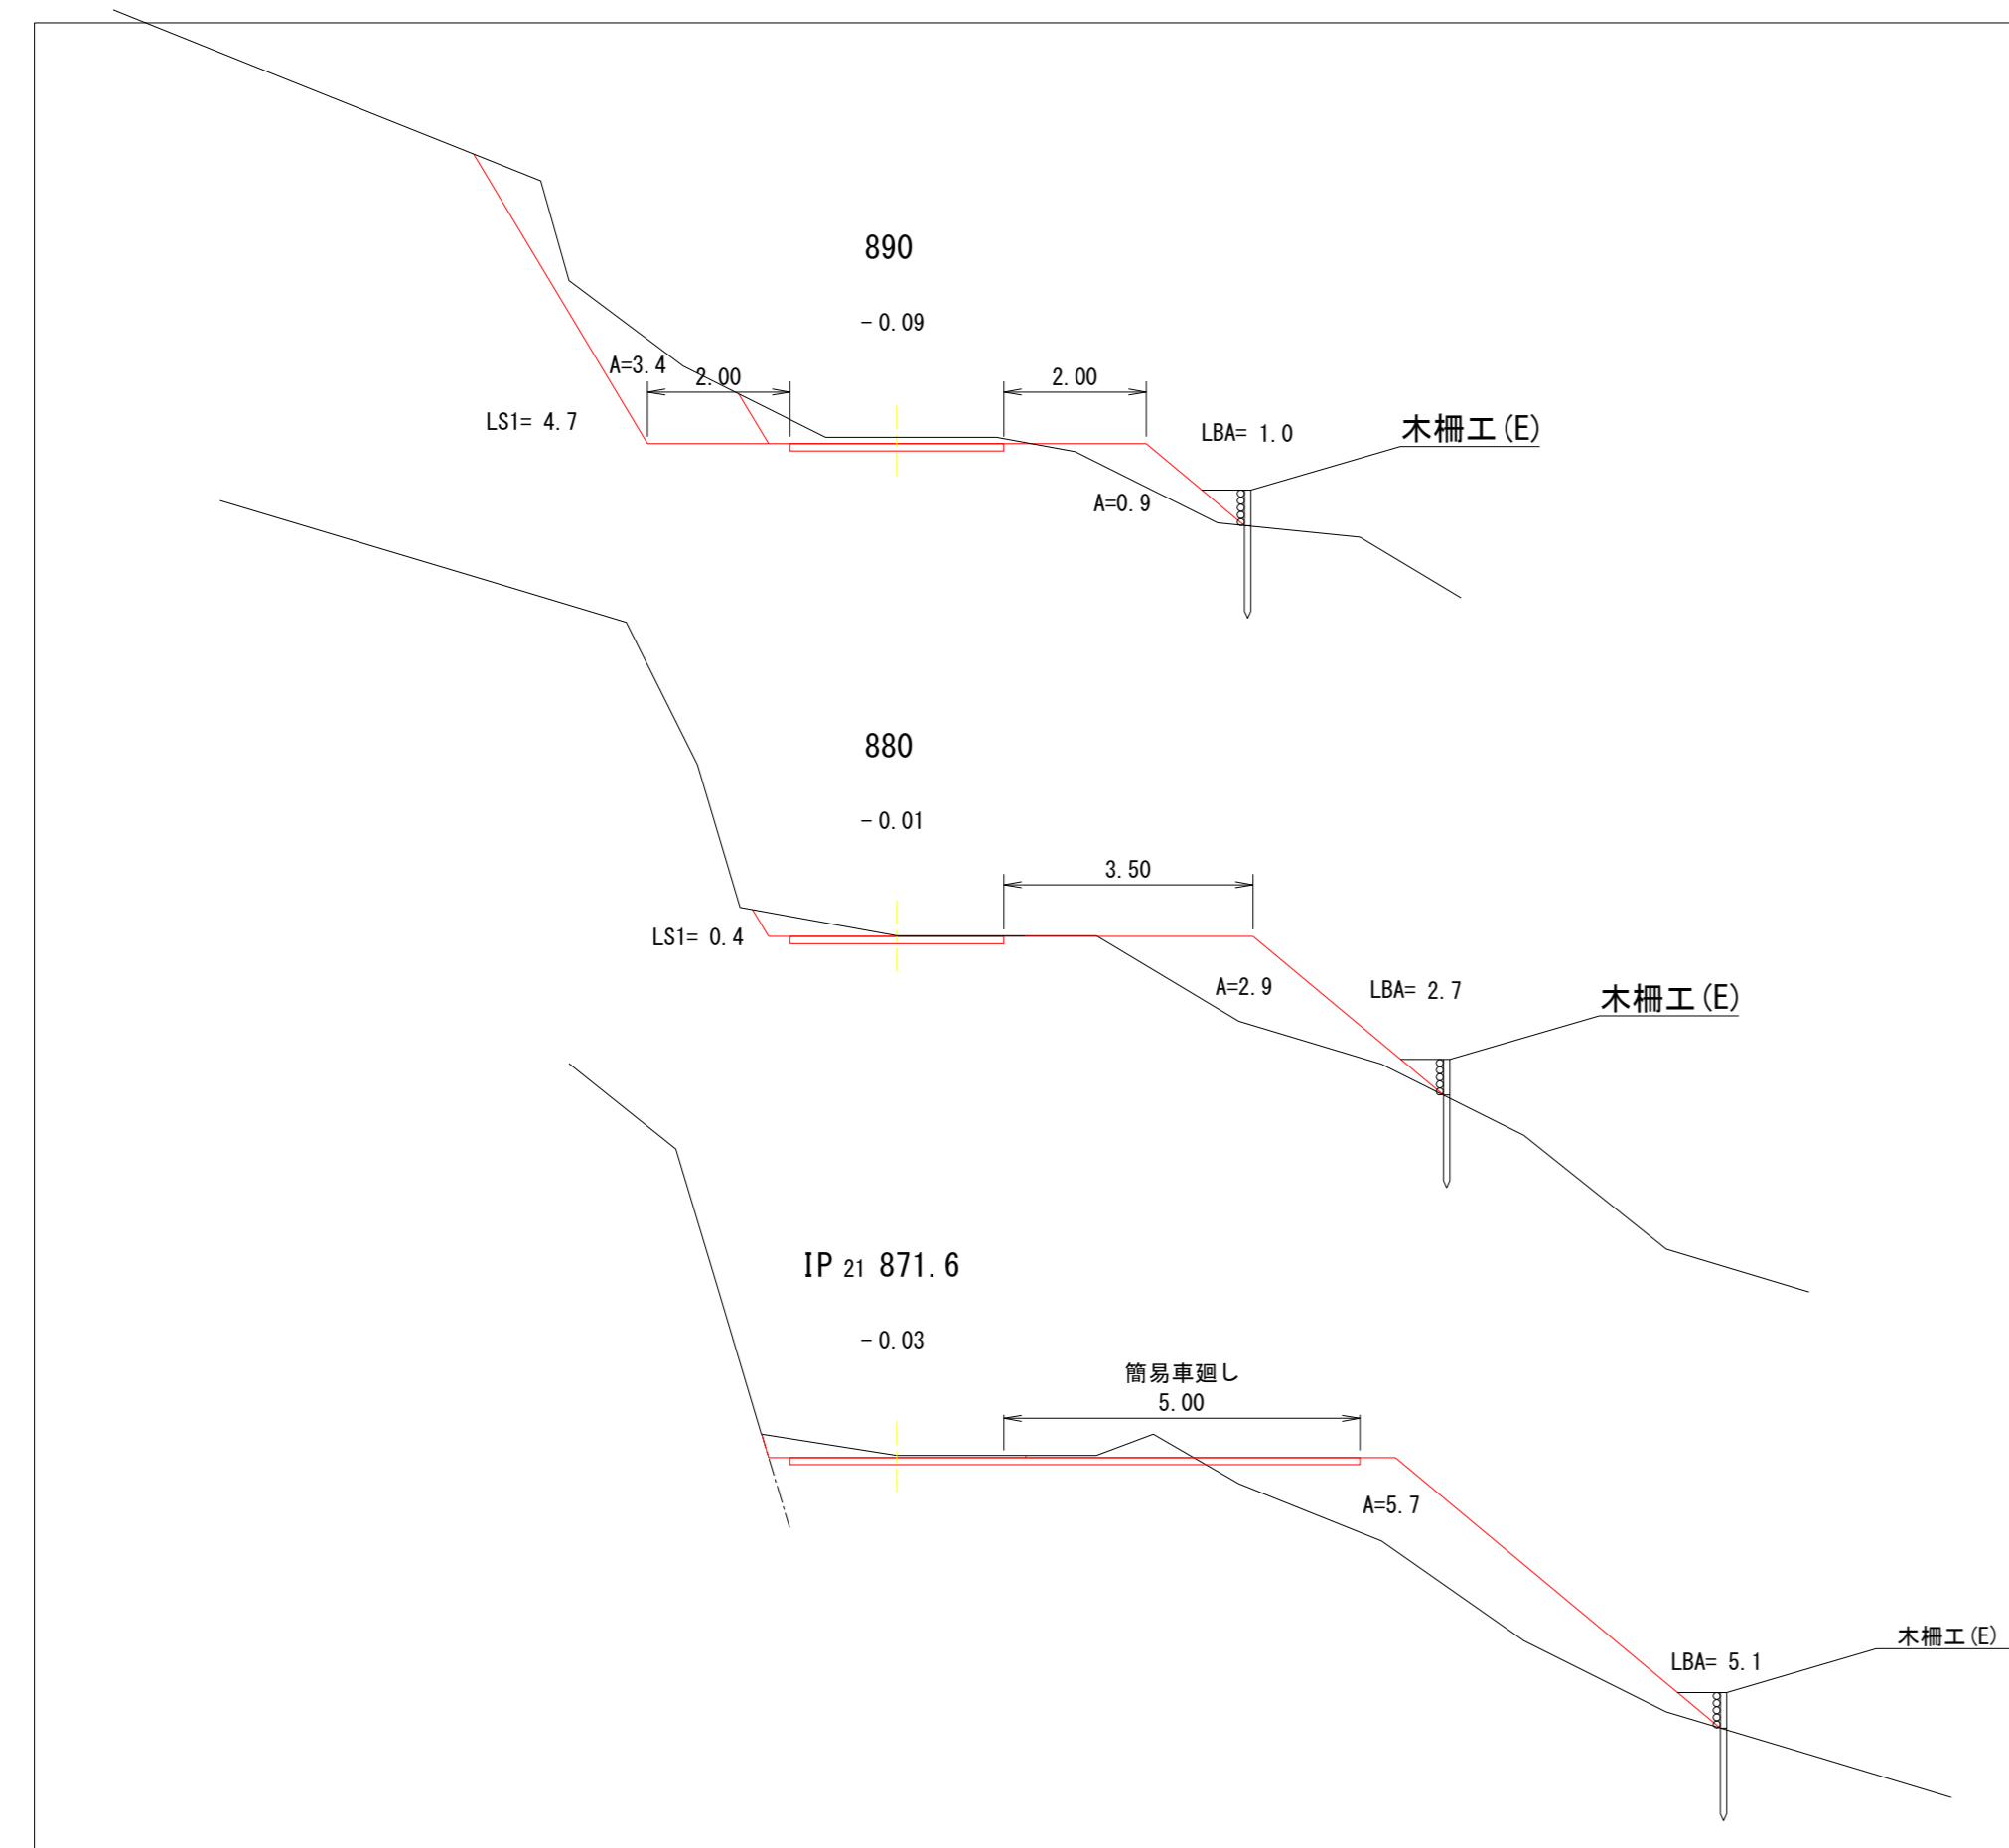 890
-0.09
A=3.4
2.00
2.00
LS1= 4.7
LBA= 1.0
木柵工(E)
A=0.9
880
-0.01
3.50
LS1= 0.4
A=2.9
LBA= 2.7
木柵工(E)
IP 21 871.6
-0.03
簡易車廻し
5.00
A=5.7
木柵工(E)
LBA= 5.1